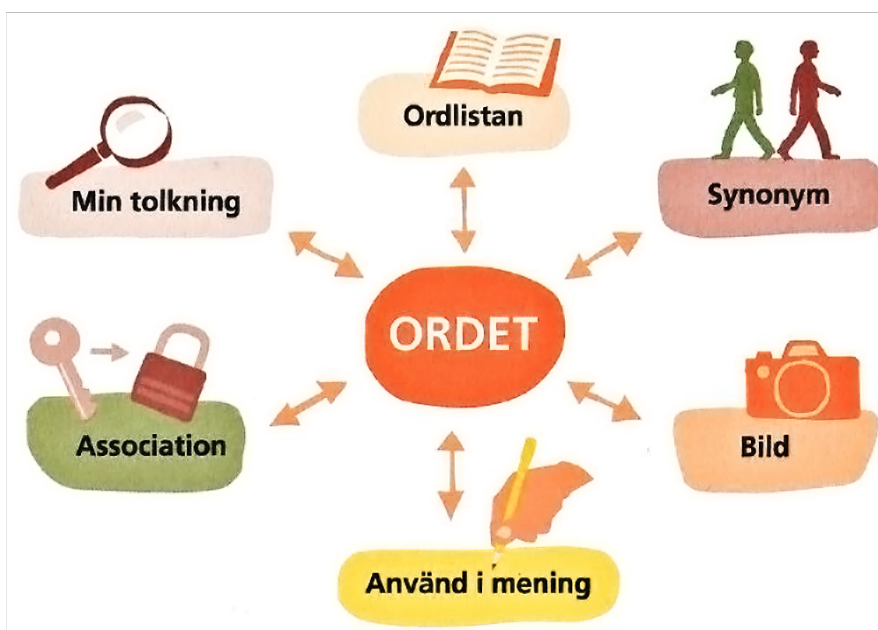 Ordlistan
Min tolkning
Synonym
ORDET
Association
Bild
Använd i mening